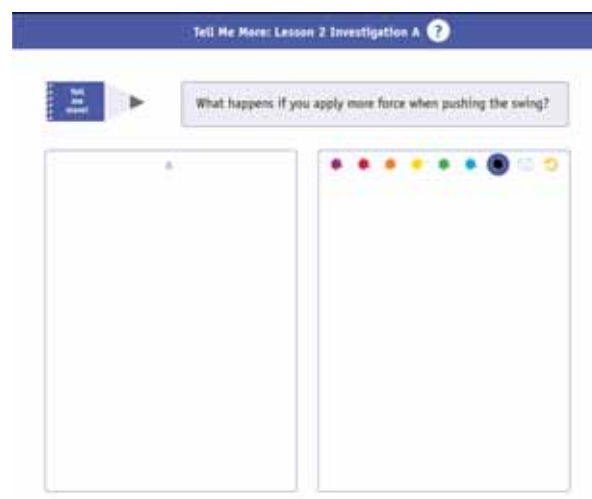 Tell Me More: Lesson 2 Investigation A ?
Tell
me
more!
What happens if you apply more force when pushing the swing?
A